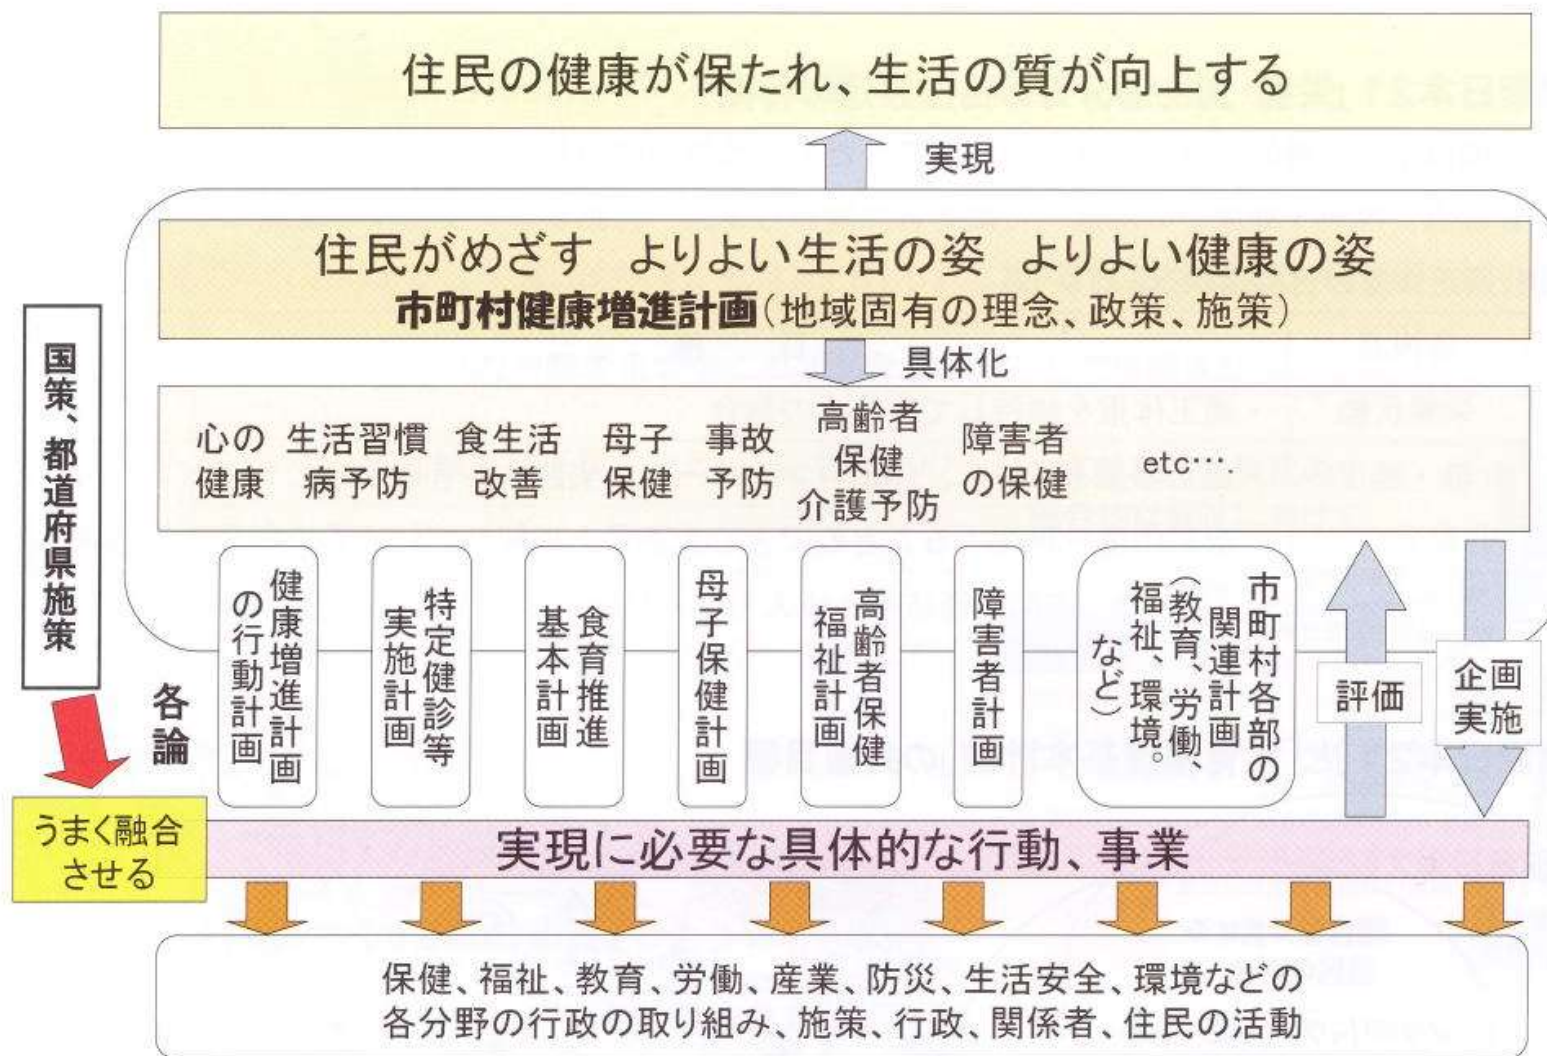 住民の健康が保たれ、生活の質が向上する
実現
住民がめざす よりよい生活の姿 よりよい健康の姿
市町村健康増進計画(地域固有の理念、政策、施策)
具体化
心の
健康
生活習慣
病予防
食生活
改善
母子
保健
事故
予防
高齢者
保健
介護予防
障害者
の保健
etc….
国策、都道府県施策
各論
健康増進計画
の行動計画
特定健診等
実施計画
食育推進
基本計画
母子保健計画
高齢者保健
福祉計画
障害者計画
市町村各部の
関連計画
(教育、労働、
福祉、環境。
など)
評価
企画
実施
うまく融合
させる
実現に必要な具体的な行動、事業
保健、福祉、教育、労働、産業、防災、生活安全、環境などの
各分野の行政の取り組み、施策、行政、関係者、住民の活動